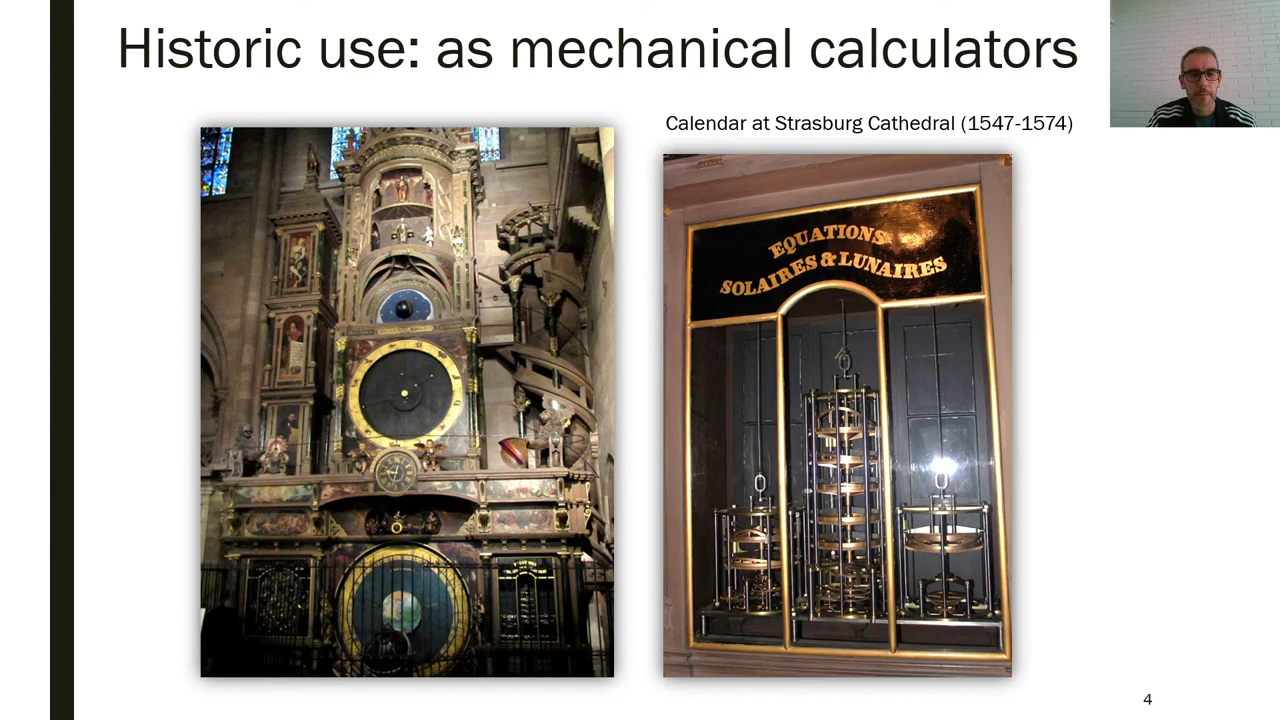 Historic use: as mechanical calculators
Calendar at Strasburg Cathedral (1547-1574)
EQUATIONS
SOLAIRES & LUNAIRES
4